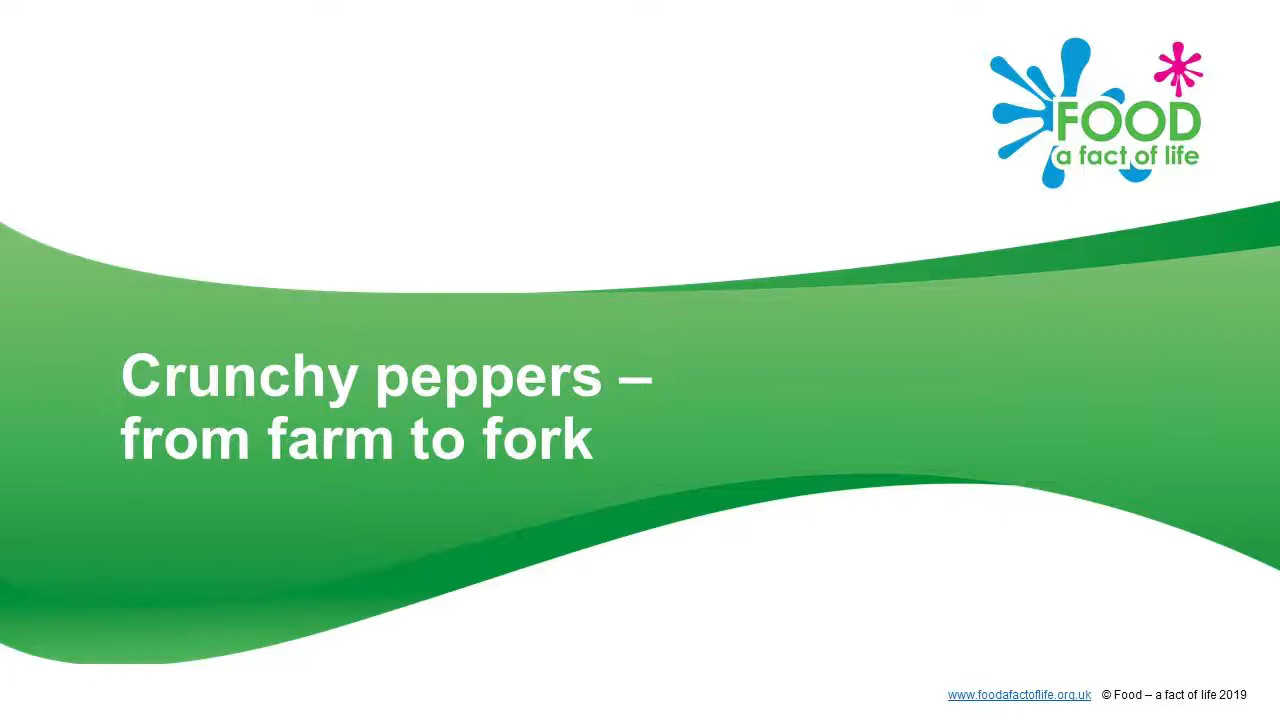 FOOD
a fact of life
Crunchy peppers –
from farm to fork
www.foodafactoflife.org.uk © Food – a fact of life 2019